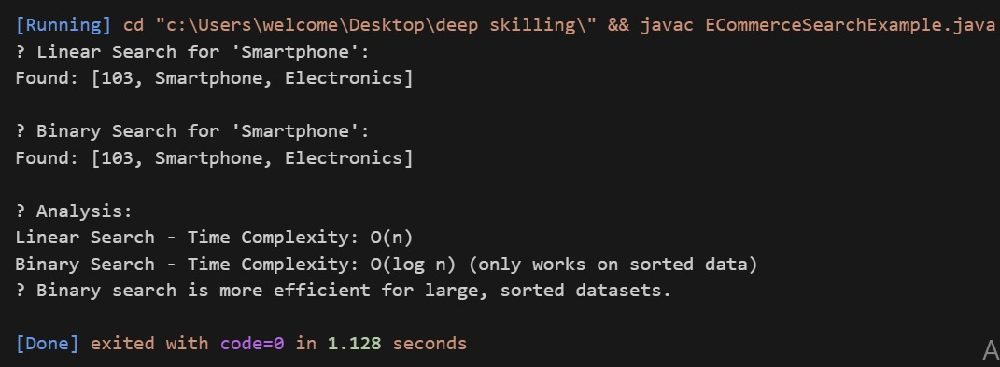 [Running] cd "c:\Users\welcome\Desktop\deep skilling\" && javac ECommerceSearchExample.java
? Linear Search for 'Smartphone':
Found: [103, Smartphone, Electronics]
? Binary Search for 'Smartphone':
Found: [103, Smartphone, Electronics]
? Analysis:
Linear Search - Time Complexity: O(n)
Binary Search - Time Complexity: O(log n) (only works on sorted data)
? Binary search is more efficient for large, sorted datasets.
[Done] exited with code=0 in 1.128 seconds
A